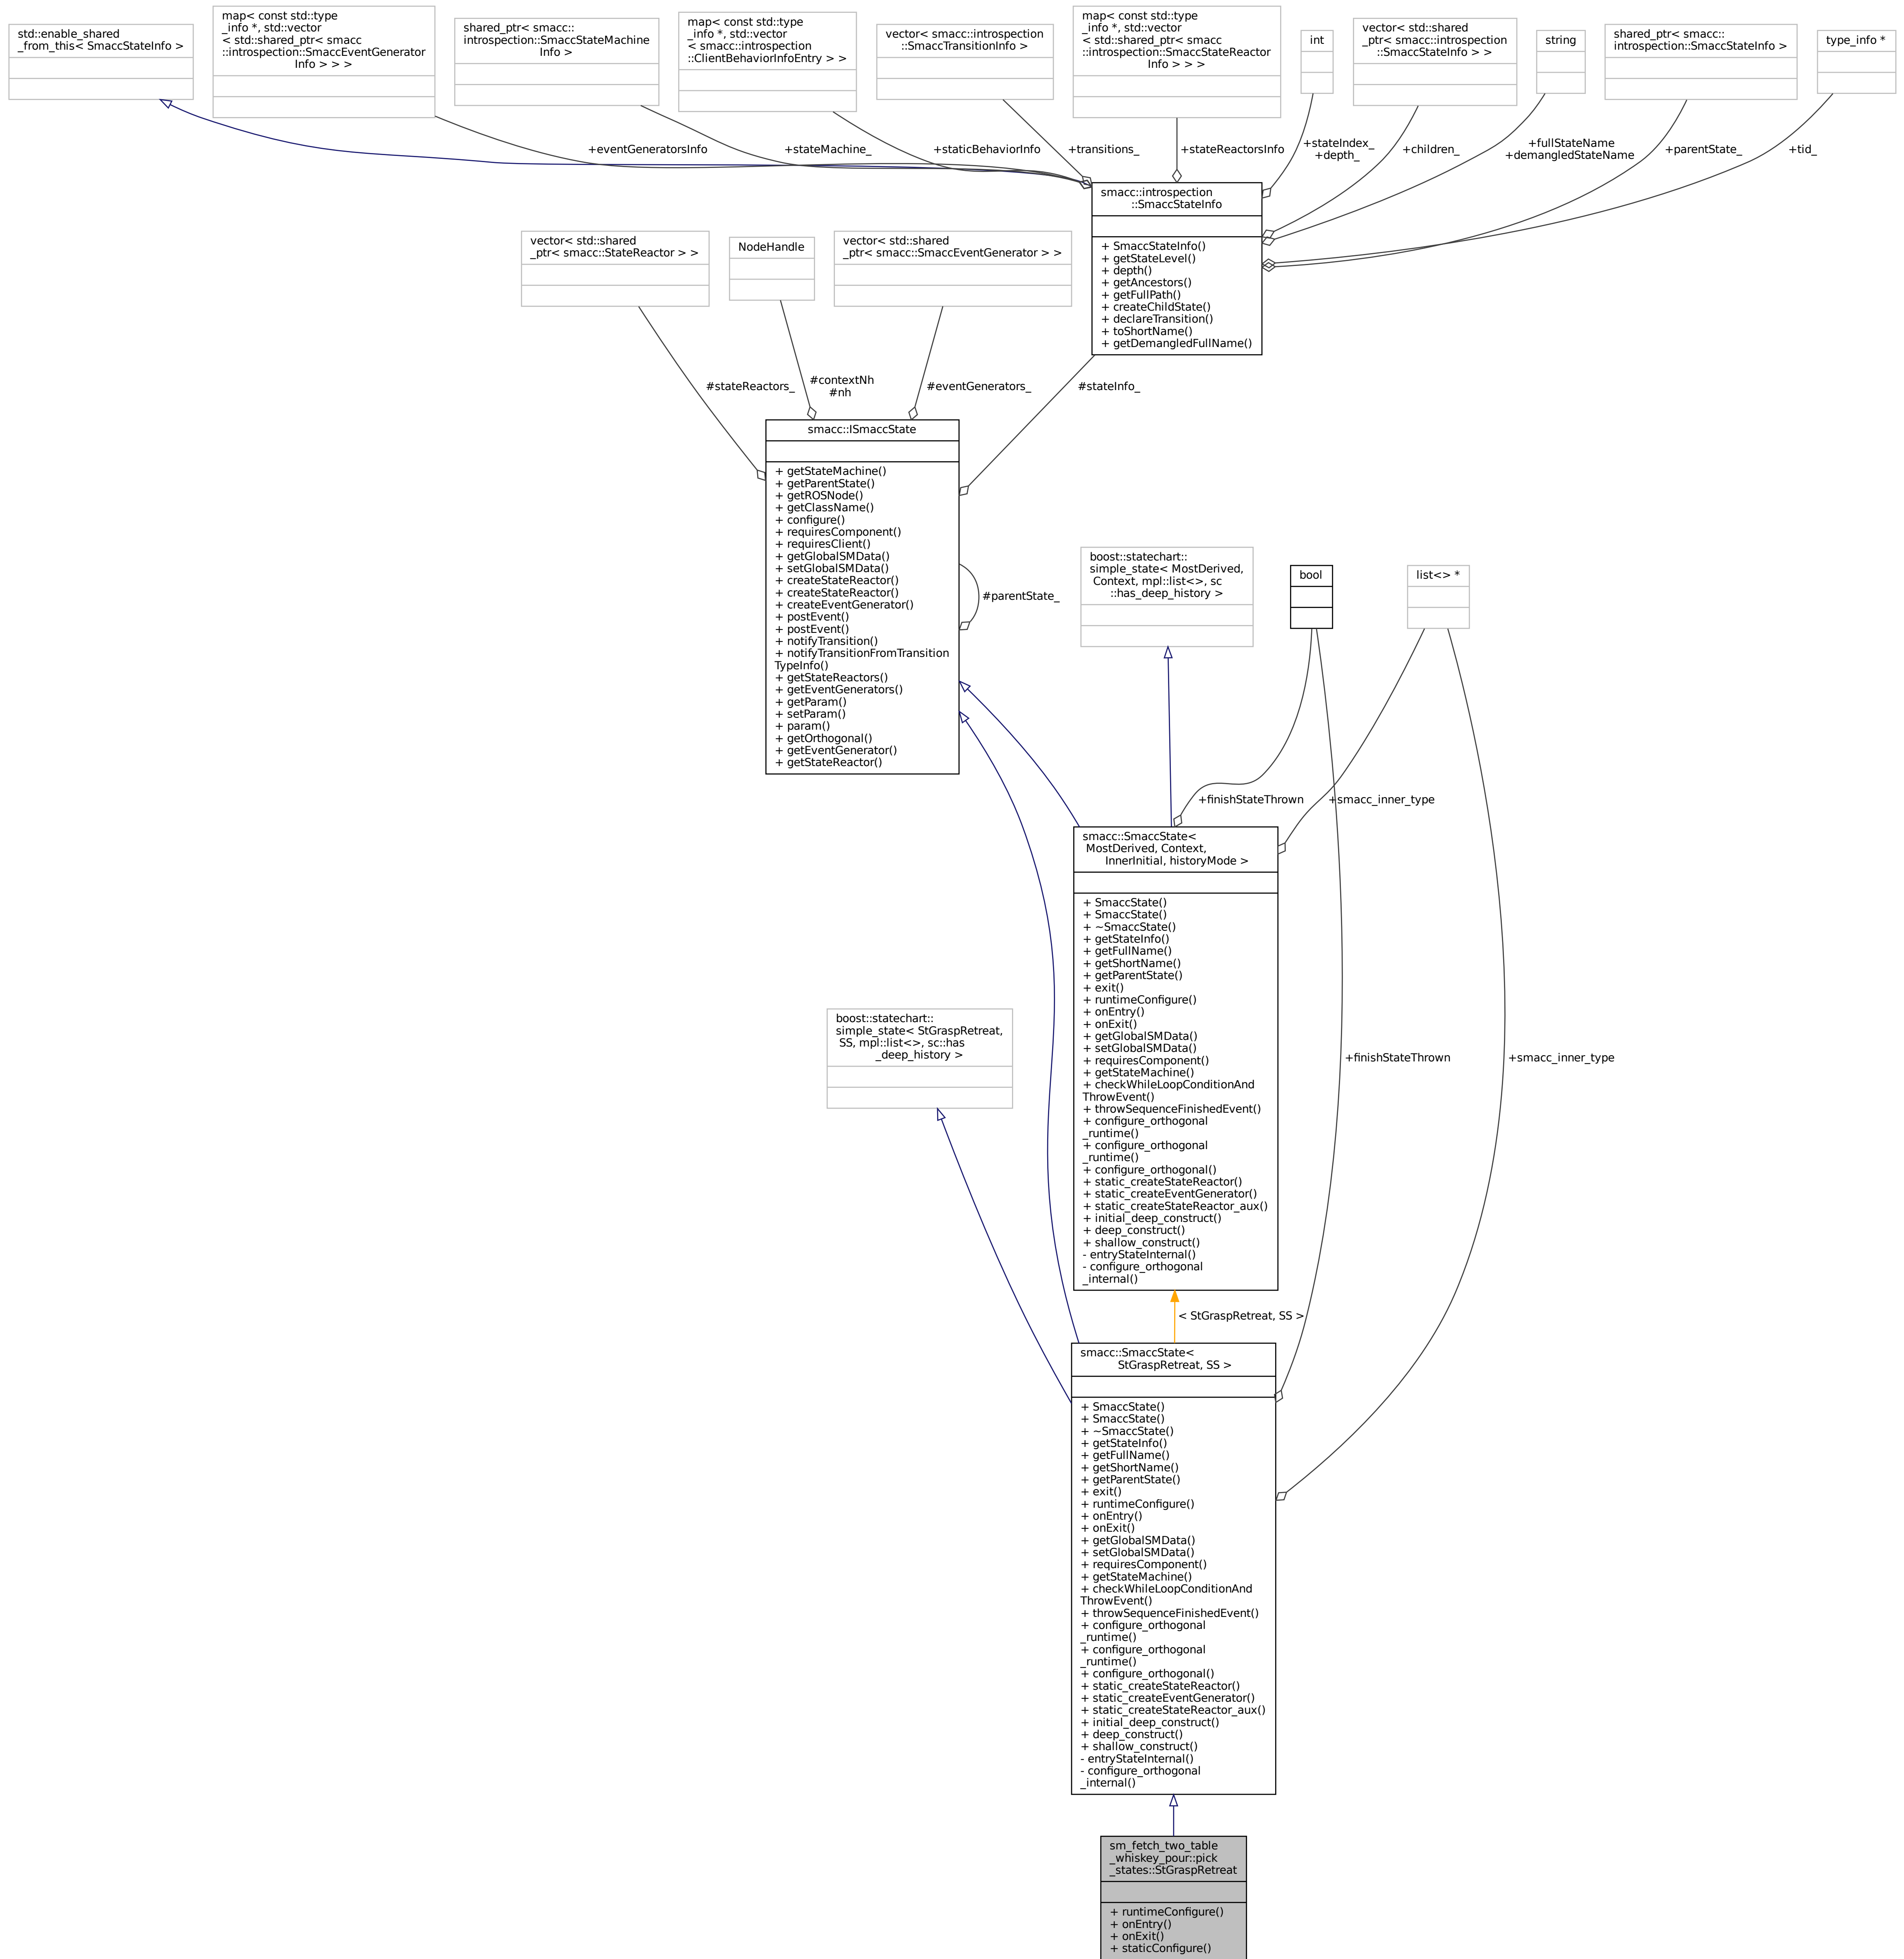 std::enable_shared
_from_this< SmaccStateInfo >
map< const std::type
_info *, std::vector
< std::shared_ptr< smacc
::introspection::SmaccEventGenerator
Info > > >
shared_ptr< smacc::
introspection::SmaccStateMachine
Info >
map< const std::type
_info *, std::vector
< smacc::introspection
::ClientBehaviorInfoEntry > >
vector< smacc::introspection
::SmaccTransitionInfo >
map< const std::type
_info *, std::vector
< std::shared_ptr< smacc
::introspection::SmaccStateReactor
Info > > >
int
vector< std::shared
_ptr< smacc::introspection
::SmaccStateInfo > >
string
shared_ptr< smacc::
introspection::SmaccStateInfo >
type_info *
+eventGeneratorsInfo
+stateMachine_
+staticBehaviorInfo
+transitions_
+stateReactorsInfo
+stateIndex_
+depth_
+children_
+fullStateName
+demangledStateName
+parentState_
+tid_
smacc::introspection
::SmaccStateInfo
+ SmaccStateInfo()
+ getStateLevel()
+ depth()
+ getAncestors()
+ getFullPath()
+ createChildState()
+ declareTransition()
+ toShortName()
+ getDemangledFullName()
vector< std::shared
_ptr< smacc::StateReactor > >
NodeHandle
vector< std::shared
_ptr< smacc::SmaccEventGenerator > >
#stateReactors_
#contextNh
#nh
#eventGenerators_
#stateInfo_
smacc::ISmaccState
+ getStateMachine()
+ getParentState()
+ getROSNode()
+ getClassName()
+ configure()
+ requiresComponent()
+ requiresClient()
+ getGlobalSMData()
+ setGlobalSMData()
+ createStateReactor()
+ createStateReactor()
+ createEventGenerator()
+ postEvent()
+ postEvent()
+ notifyTransition()
+ notifyTransitionFromTransition
TypeInfo()
+ getStateReactors()
+ getEventGenerators()
+ getParam()
+ setParam()
+ param()
+ getOrthogonal()
+ getEventGenerator()
+ getStateReactor()
#parentState_
boost::statechart::
simple_state< MostDerived,
Context, mpl::list<>, sc
::has_deep_history >
bool
list<> *
+finishStateThrown
+smacc_inner_type
smacc::SmaccState<
MostDerived, Context,
InnerInitial, historyMode >
+ SmaccState()
+ SmaccState()
+ ~SmaccState()
+ getStateInfo()
+ getFullName()
+ getShortName()
+ getParentState()
+ exit()
+ runtimeConfigure()
+ onEntry()
+ onExit()
+ getGlobalSMData()
+ setGlobalSMData()
+ requiresComponent()
+ getStateMachine()
+ checkWhileLoopConditionAnd
ThrowEvent()
+ throwSequenceFinishedEvent()
+ configure_orthogonal
_runtime()
+ configure_orthogonal
_runtime()
+ configure_orthogonal()
+ static_createStateReactor()
+ static_createEventGenerator()
+ static_createStateReactor_aux()
+ initial_deep_construct()
+ deep_construct()
+ shallow_construct()
- entryStateInternal()
- configure_orthogonal
_internal()
boost::statechart::
simple_state< StGraspRetreat,
SS, mpl::list<>, sc::has
_deep_history >
+finishStateThrown
+smacc_inner_type
< StGraspRetreat, SS >
smacc::SmaccState<
StGraspRetreat, SS >
+ SmaccState()
+ SmaccState()
+ ~SmaccState()
+ getStateInfo()
+ getFullName()
+ getShortName()
+ getParentState()
+ exit()
+ runtimeConfigure()
+ onEntry()
+ onExit()
+ getGlobalSMData()
+ setGlobalSMData()
+ requiresComponent()
+ getStateMachine()
+ checkWhileLoopConditionAnd
ThrowEvent()
+ throwSequenceFinishedEvent()
+ configure_orthogonal
_runtime()
+ configure_orthogonal
_runtime()
+ configure_orthogonal()
+ static_createStateReactor()
+ static_createEventGenerator()
+ static_createStateReactor_aux()
+ initial_deep_construct()
+ deep_construct()
+ shallow_construct()
- entryStateInternal()
- configure_orthogonal
_internal()
sm_fetch_two_table
_whiskey_pour::pick
_states::StGraspRetreat
+ runtimeConfigure()
+ onEntry()
+ onExit()
+ staticConfigure()